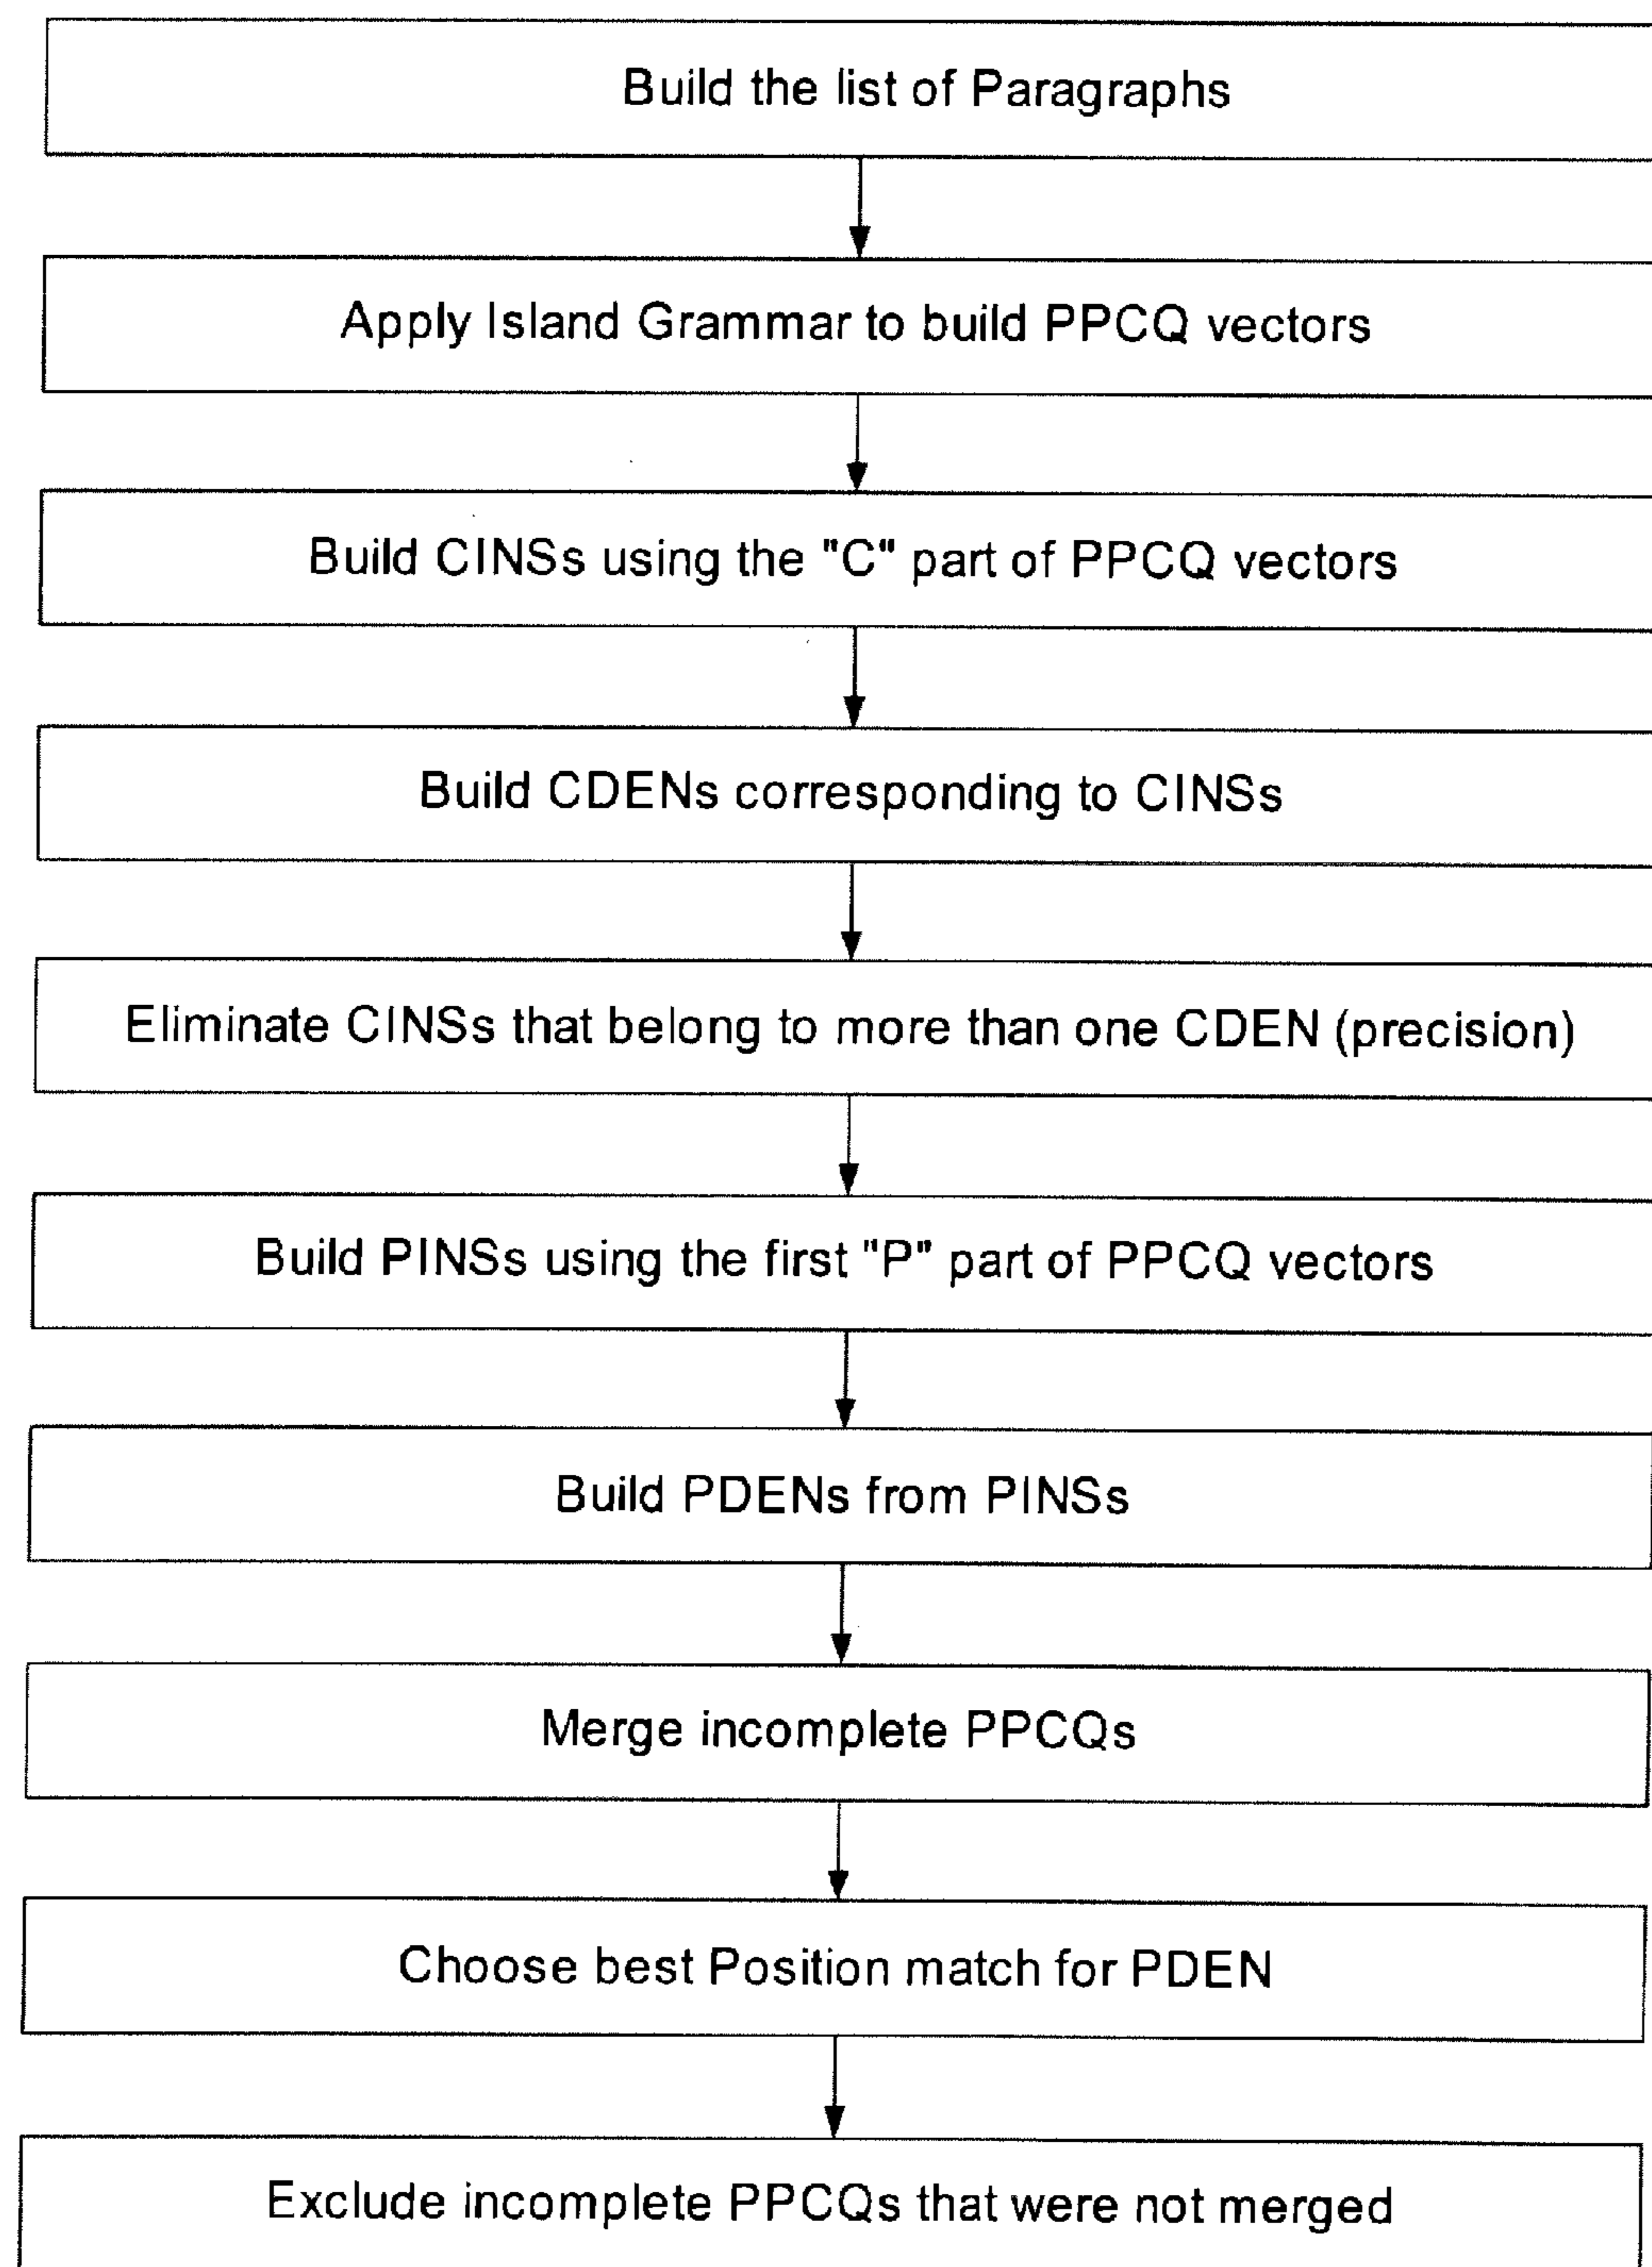 Build the list of Paragraphs
Apply Island Grammar to build PPCQ vectors
Build CINSs using the "C" part of PPCQ vectors
Build CDENs corresponding to CINSs
Eliminate CINSs that belong to more than one CDEN (precision)
Build PINSs using the first "P" part of PPCQ vectors
Build PDENs from PINSs
Merge incomplete PPCQs
Choose best Position match for PDEN
Exclude incomplete PPCQs that were not merged